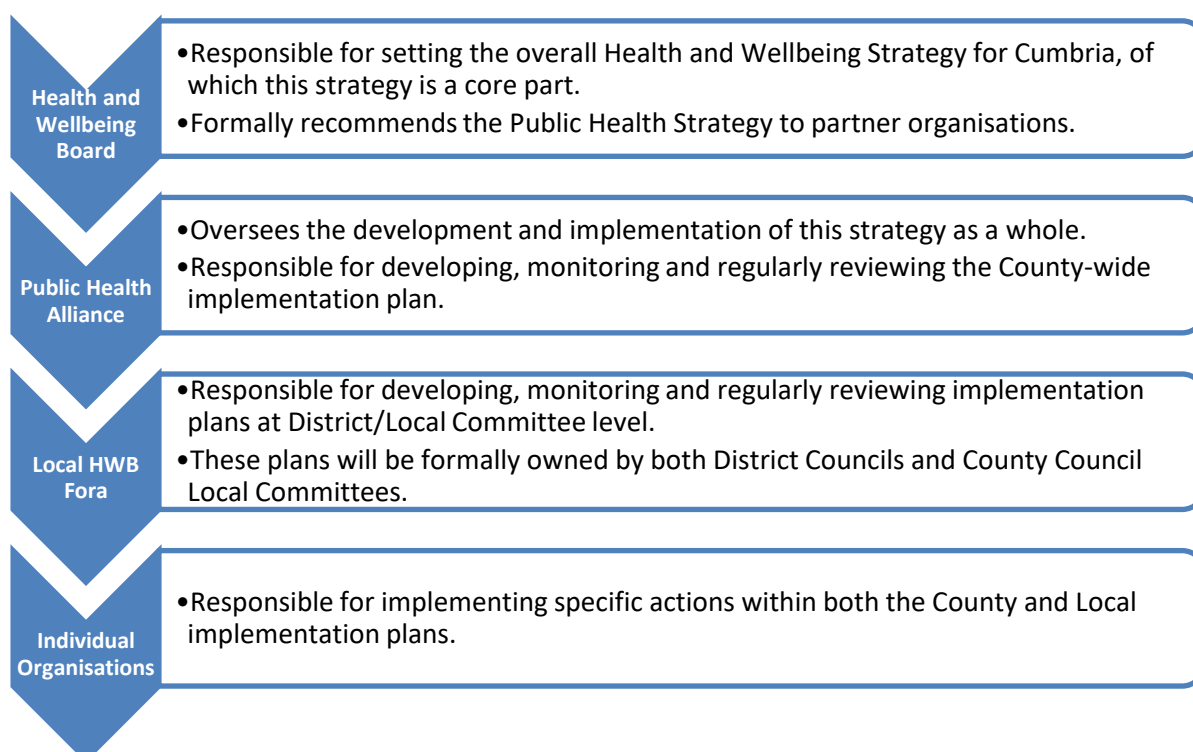 Health and
Wellbeing
Board
•Responsible for setting the overall Health and Wellbeing Strategy for Cumbria, of
which this strategy is a core part.
•Formally recommends the Public Health Strategy to partner organisations.
Public Health
Alliance
•Oversees the development and implementation of this strategy as a whole.
•Responsible for developing, monitoring and regularly reviewing the County-wide
implementation plan.
Local HWB
Fora
•Responsible for developing, monitoring and regularly reviewing implementation
plans at District/Local Committee level.
•These plans will be formally owned by both District Councils and County Council
Local Committees.
Individual
Organisations
•Responsible for implementing specific actions within both the County and Local
implementation plans.